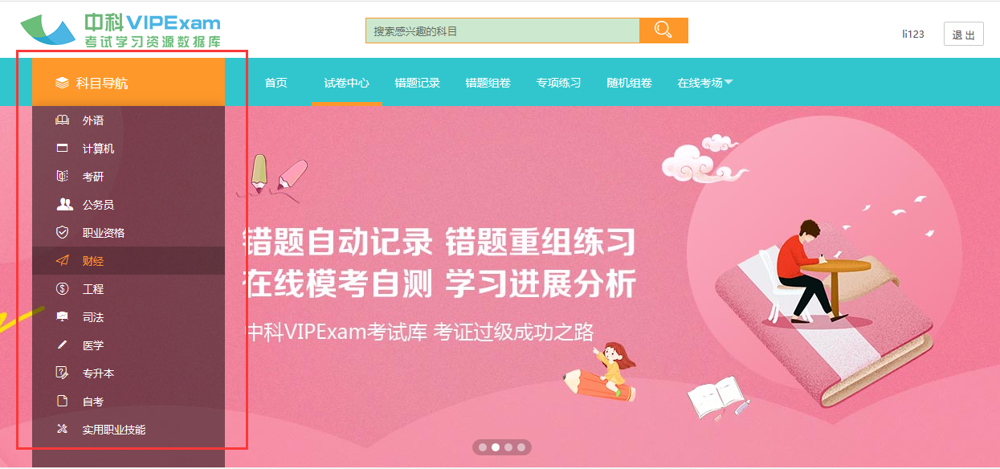 中科VIPExam
考试学习资源数据库
搜索感兴趣的科目
li123
退 出
科目导航
首页
试卷中心
错题记录
错题组卷
专项练习
随机组卷
在线考场
外语
计算机
考研
公务员
职业资格
财经
工程
司法
医学
专升本
自考
实用职业技能
错题自动记录 错题重组练习
在线模考自测 学习进展分析
中科VIPExam考试库 考证过级成功之路